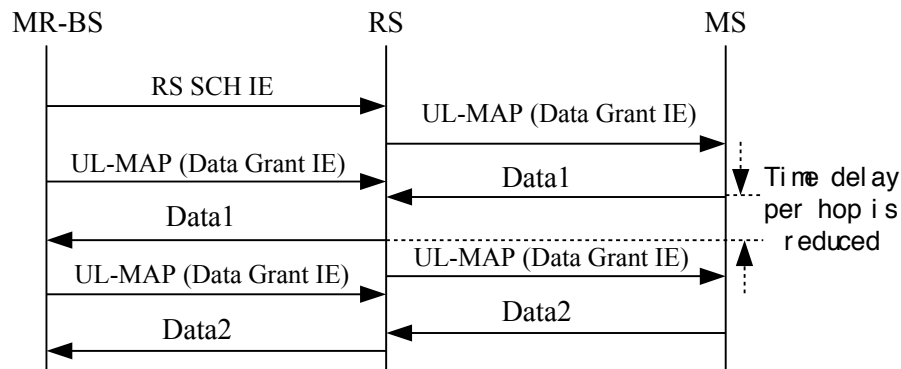 MR-BS RS MS
RS SCH IE
UL-MAP (Data Grant IE)
UL-MAP (Data Grant IE)
Data1
Time delay
per hop is
reduced
Data1
UL-MAP (Data Grant IE)
UL-MAP (Data Grant IE)
Data2
Data2